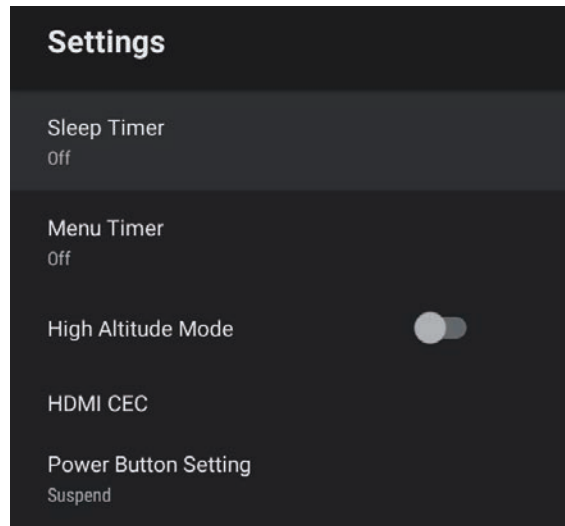 Settings
Sleep Timer
Off
Menu Timer
Off
High Altitude Mode
HDMI CEC
Power Button Setting
Suspend